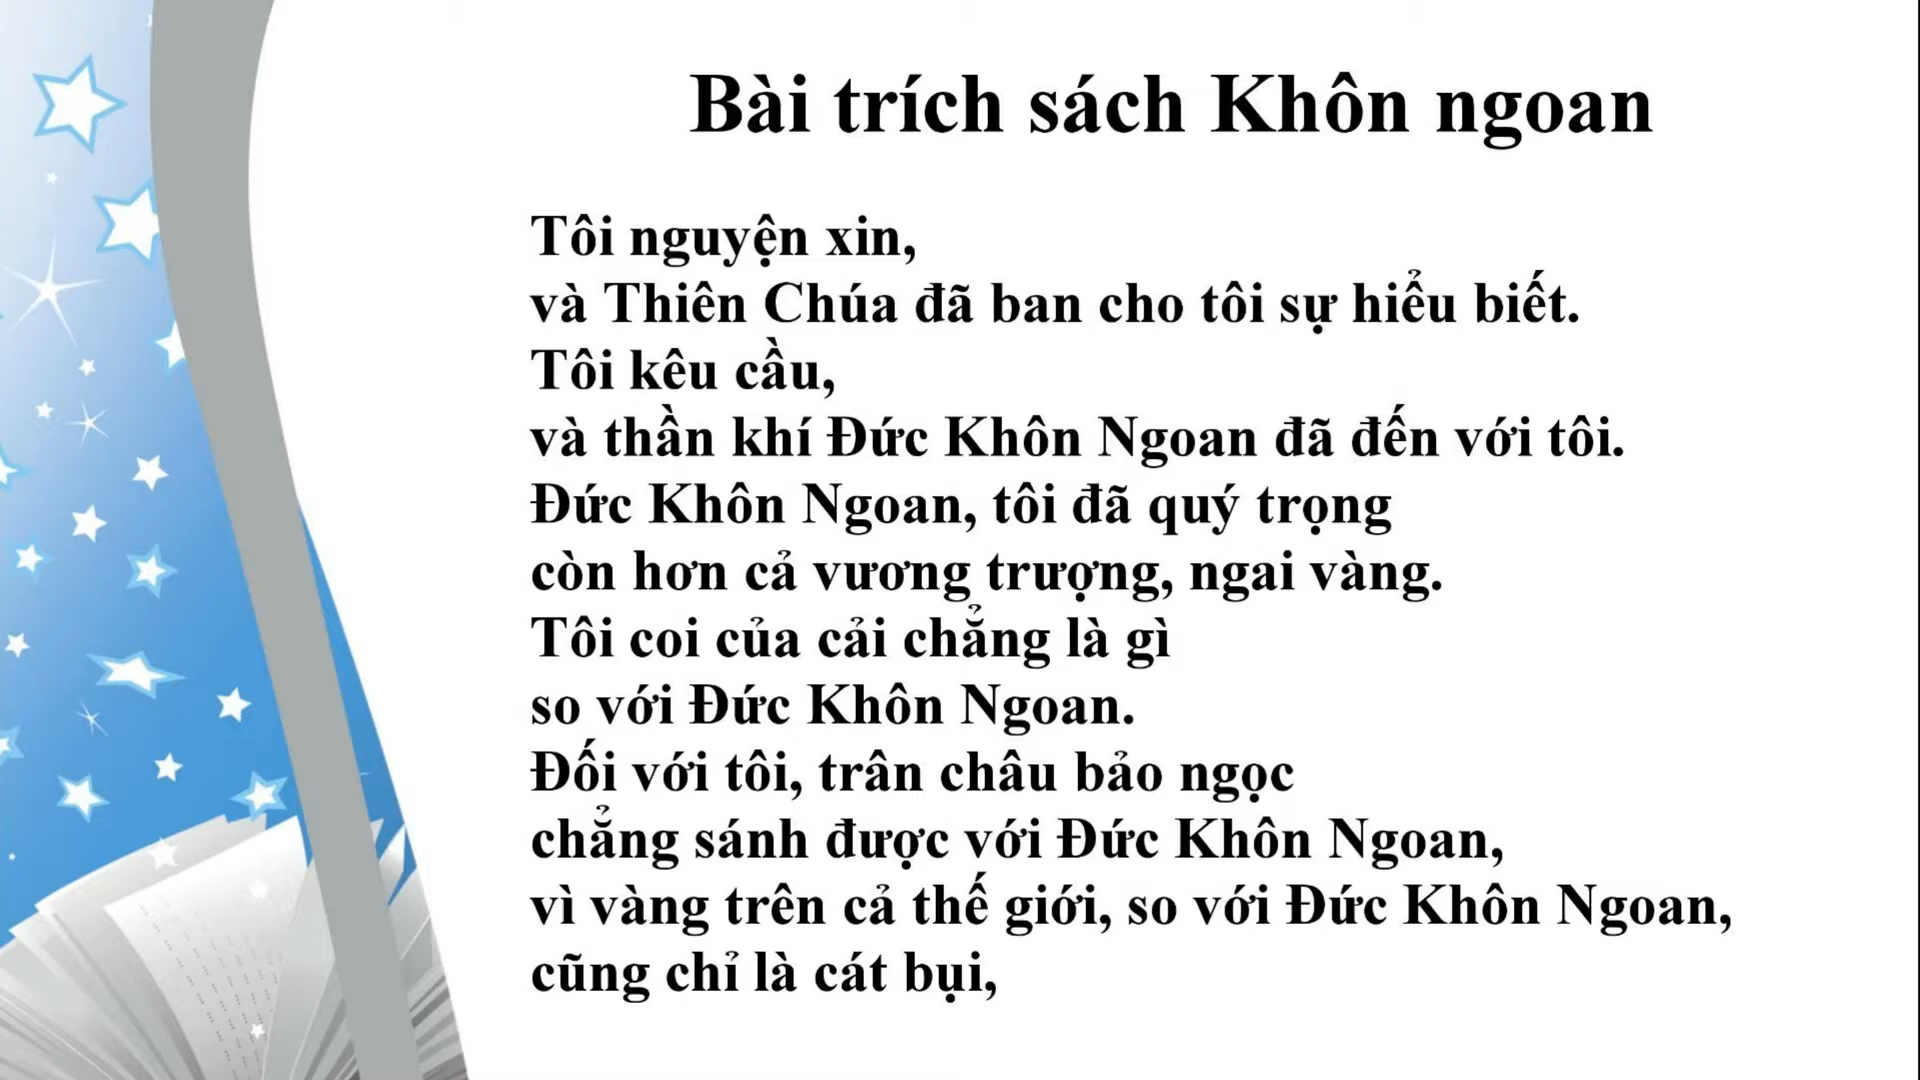 Bài trích sách Khôn ngoan
Tôi nguyện xin,
và Thiên Chúa đã ban cho tôi sự hiểu biết.
Tôi kêu cầu,
và thần khí Đức Khôn Ngoan đã đến với tôi.
Đức Khôn Ngoan, tôi đã quý trọng
còn hơn cả vương trượng, ngai vàng.
Tôi coi của cải chẳng là gì
so với Đức Khôn Ngoan.
Đối với tôi, trân châu bảo ngọc
chẳng sánh được với Đức Khôn Ngoan,
vì vàng trên cả thế giới, so với Đức Khôn Ngoan,
cũng chỉ là cát bụi,